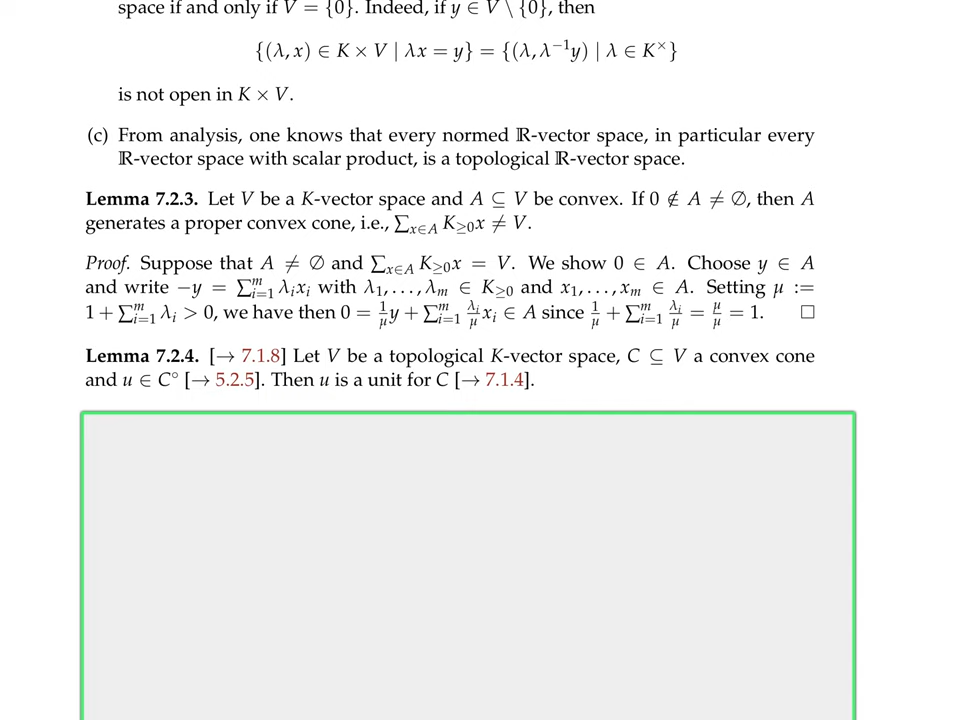 space if and only if V = {0}. Indeed, if y ∈ V \ {0}, then
{(λ, x) ∈ K × V | λx = y} = {(λ, λ⁻¹y) | λ ∈ K^×}
is not open in K × V.
(c) From analysis, one knows that every normed ℝ-vector space, in particular every
ℝ-vector space with scalar product, is a topological ℝ-vector space.
Lemma 7.2.3. Let V be a K-vector space and A ⊆ V be convex. If 0 ∉ A ≠ ∅, then A
generates a proper convex cone, i.e., ∑_{x∈A} K_{≥0}x ≠ V.
Proof. Suppose that A ≠ ∅ and ∑_{x∈A} K_{≥0}x = V. We show 0 ∈ A. Choose y ∈ A
and write −y = ∑_{i=1}^m λ_i x_i with λ_1, . . . , λ_m ∈ K_{≥0} and x_1, . . . , x_m ∈ A. Setting μ :=
1 + ∑_{i=1}^m λ_i > 0, we have then 0 = \frac{1}{μ}y + ∑_{i=1}^m \frac{λ_i}{μ} x_i ∈ A since \frac{1}{μ} + ∑_{i=1}^m \frac{λ_i}{μ} = \frac{μ}{μ} = 1. □
Lemma 7.2.4. [→ 7.1.8] Let V be a topological K-vector space, C ⊆ V a convex cone
and u ∈ C° [→ 5.2.5]. Then u is a unit for C [→ 7.1.4].